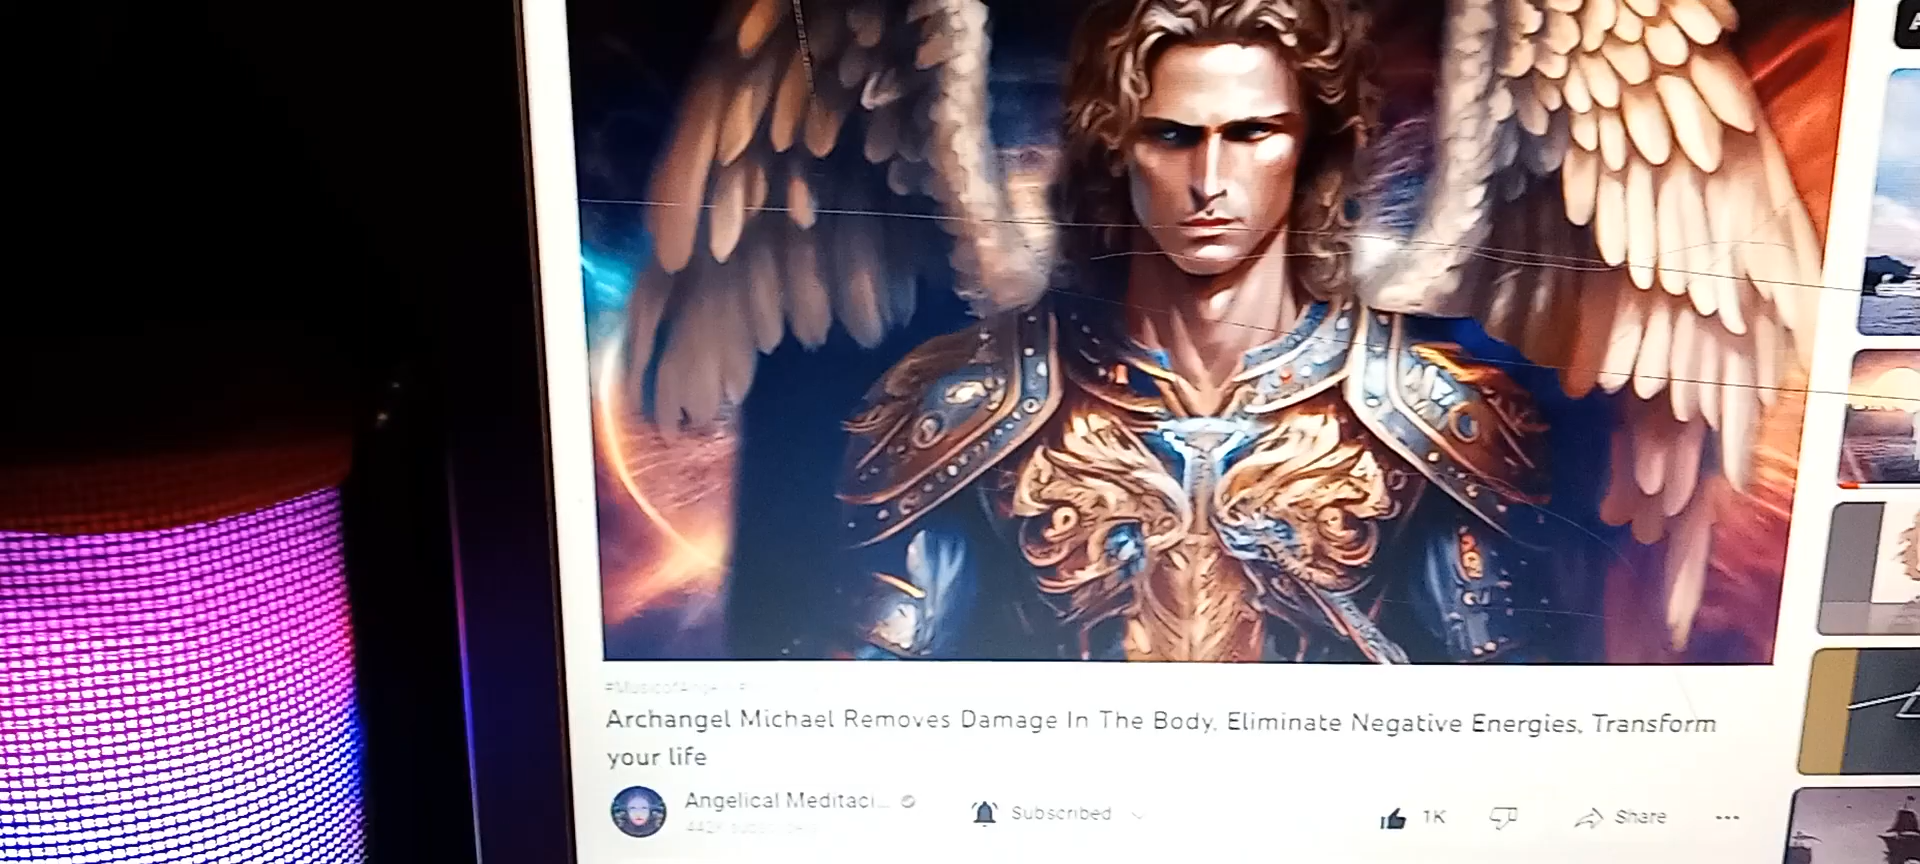 Archangel Michael Removes Damage In The Body, Eliminate Negative Energies, Transform
your life
Angelical Meditaci...
Subscribed
1K
Share